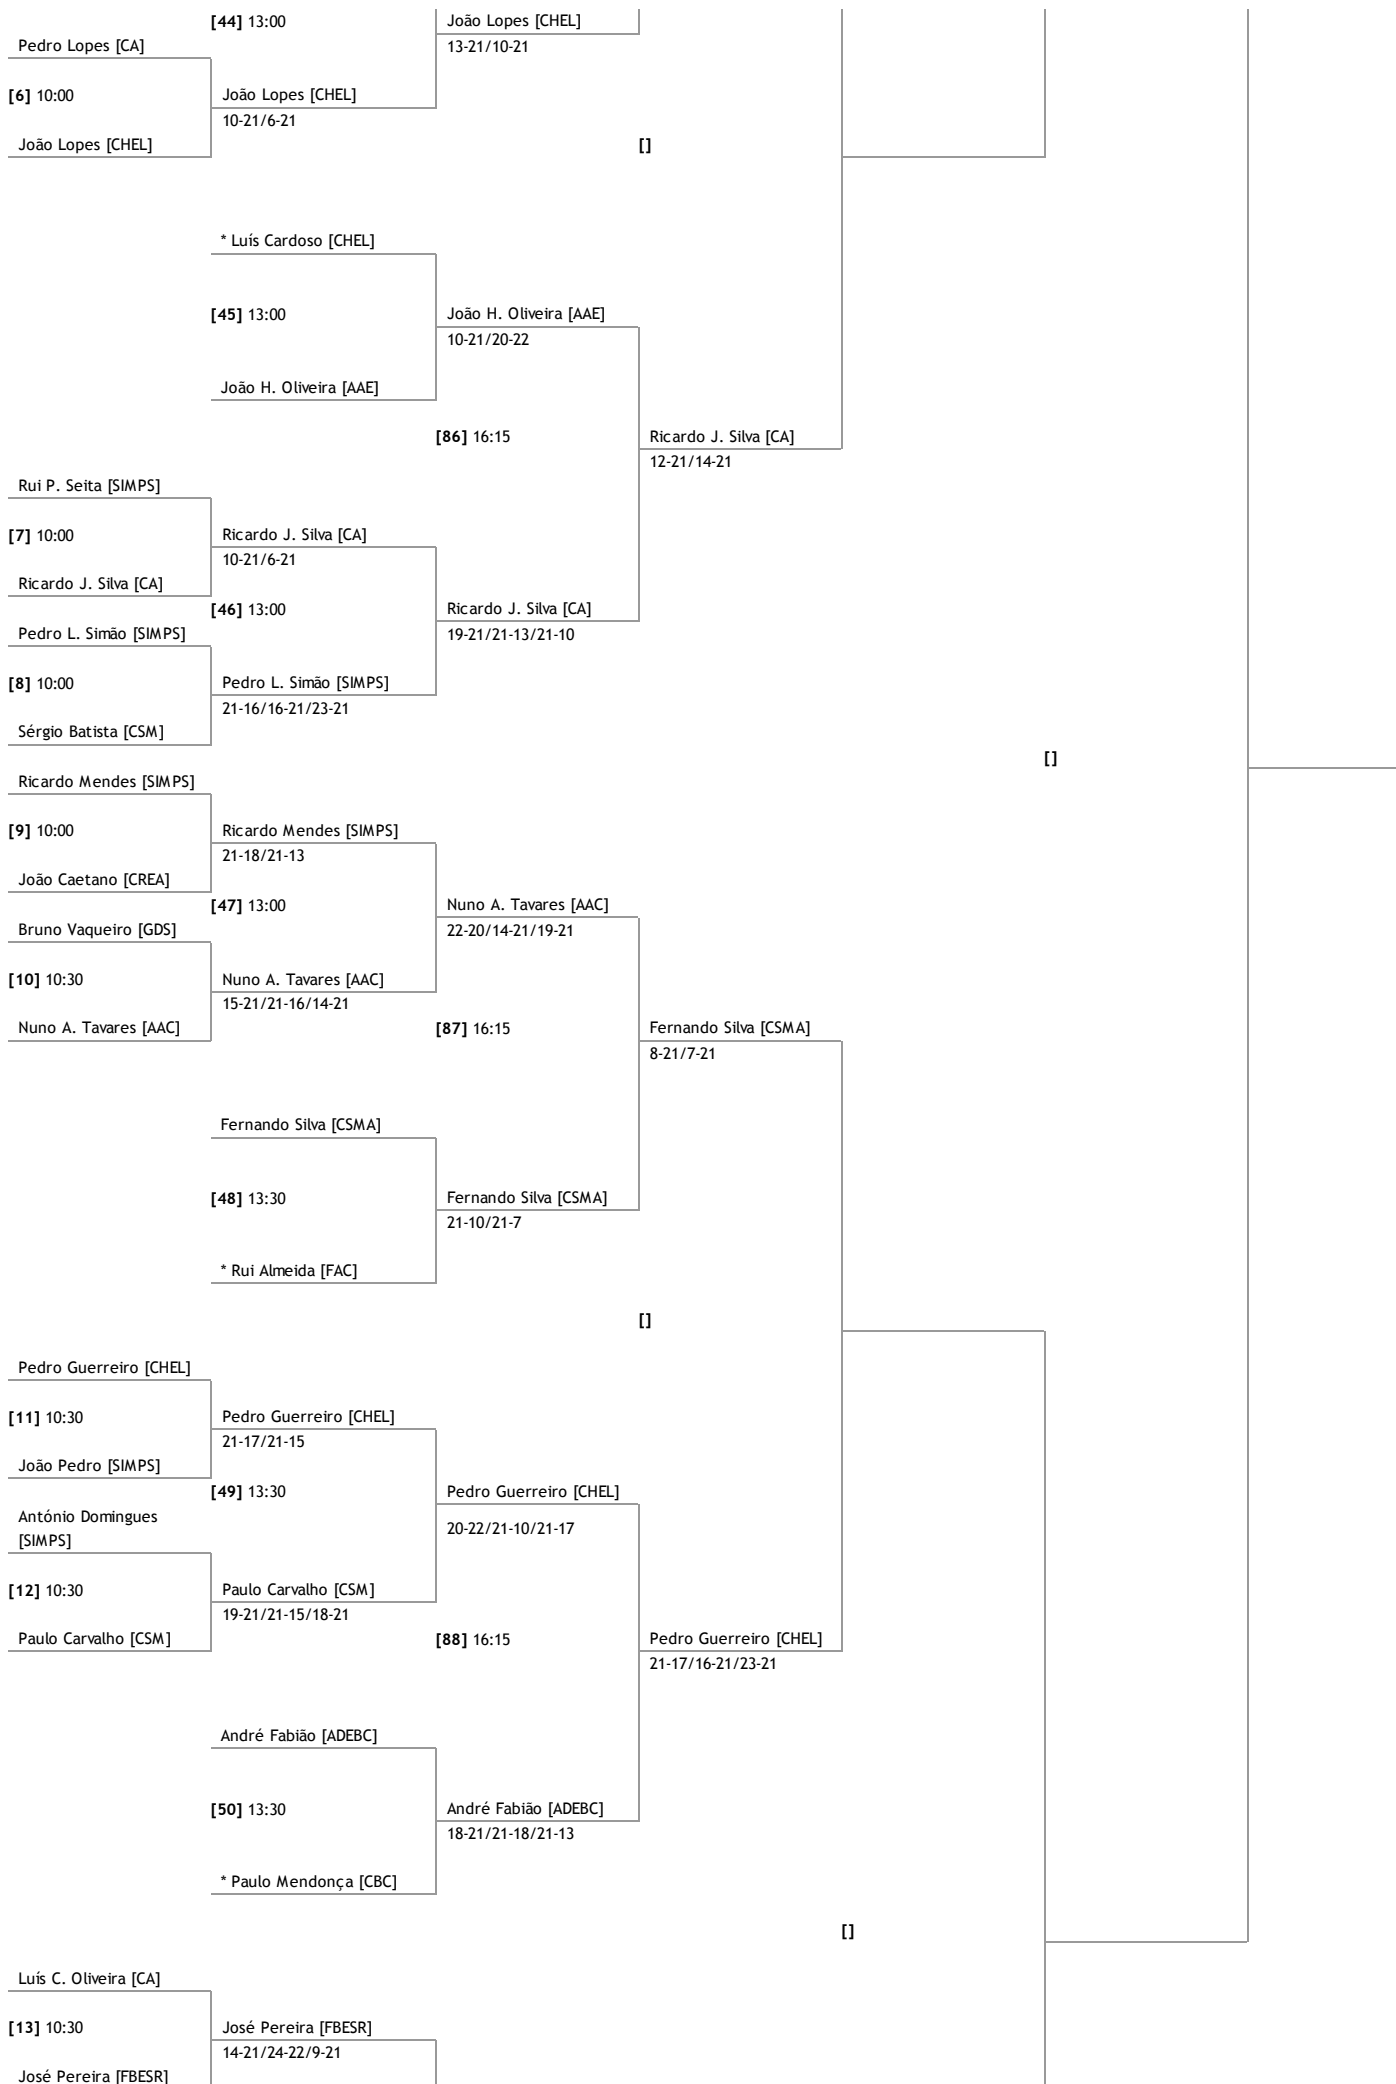 [44] 13:00
João Lopes [CHEL]
Pedro Lopes [CA]
13-21/10-21
[6] 10:00
João Lopes [CHEL]
10-21/6-21
João Lopes [CHEL]
[]
* Luís Cardoso [CHEL]
[45] 13:00
João H. Oliveira [AAE]
10-21/20-22
João H. Oliveira [AAE]
[86] 16:15
Ricardo J. Silva [CA]
12-21/14-21
Rui P. Seita [SIMPS]
[7] 10:00
Ricardo J. Silva [CA]
10-21/6-21
Ricardo J. Silva [CA]
[46] 13:00
Ricardo J. Silva [CA]
Pedro L. Simão [SIMPS]
19-21/21-13/21-10
[8] 10:00
Pedro L. Simão [SIMPS]
21-16/16-21/23-21
Sérgio Batista [CSM]
[]
Ricardo Mendes [SIMPS]
[9] 10:00
Ricardo Mendes [SIMPS]
21-18/21-13
João Caetano [CREA]
[47] 13:00
Nuno A. Tavares [AAC]
Bruno Vaqueiro [GDS]
22-20/14-21/19-21
[10] 10:30
Nuno A. Tavares [AAC]
15-21/21-16/14-21
Nuno A. Tavares [AAC]
[87] 16:15
Fernando Silva [CSMA]
8-21/7-21
Fernando Silva [CSMA]
[48] 13:30
Fernando Silva [CSMA]
21-10/21-7
* Rui Almeida [FAC]
[]
Pedro Guerreiro [CHEL]
[11] 10:30
Pedro Guerreiro [CHEL]
21-17/21-15
João Pedro [SIMPS]
[49] 13:30
Pedro Guerreiro [CHEL]
António Domingues
[SIMPS]
20-22/21-10/21-17
[12] 10:30
Paulo Carvalho [CSM]
19-21/21-15/18-21
Paulo Carvalho [CSM]
[88] 16:15
Pedro Guerreiro [CHEL]
21-17/16-21/23-21
André Fabião [ADEBC]
[50] 13:30
André Fabião [ADEBC]
18-21/21-18/21-13
* Paulo Mendonça [CBC]
[]
Luís C. Oliveira [CA]
[13] 10:30
José Pereira [FBESR]
14-21/24-22/9-21
José Pereira [FBESR]